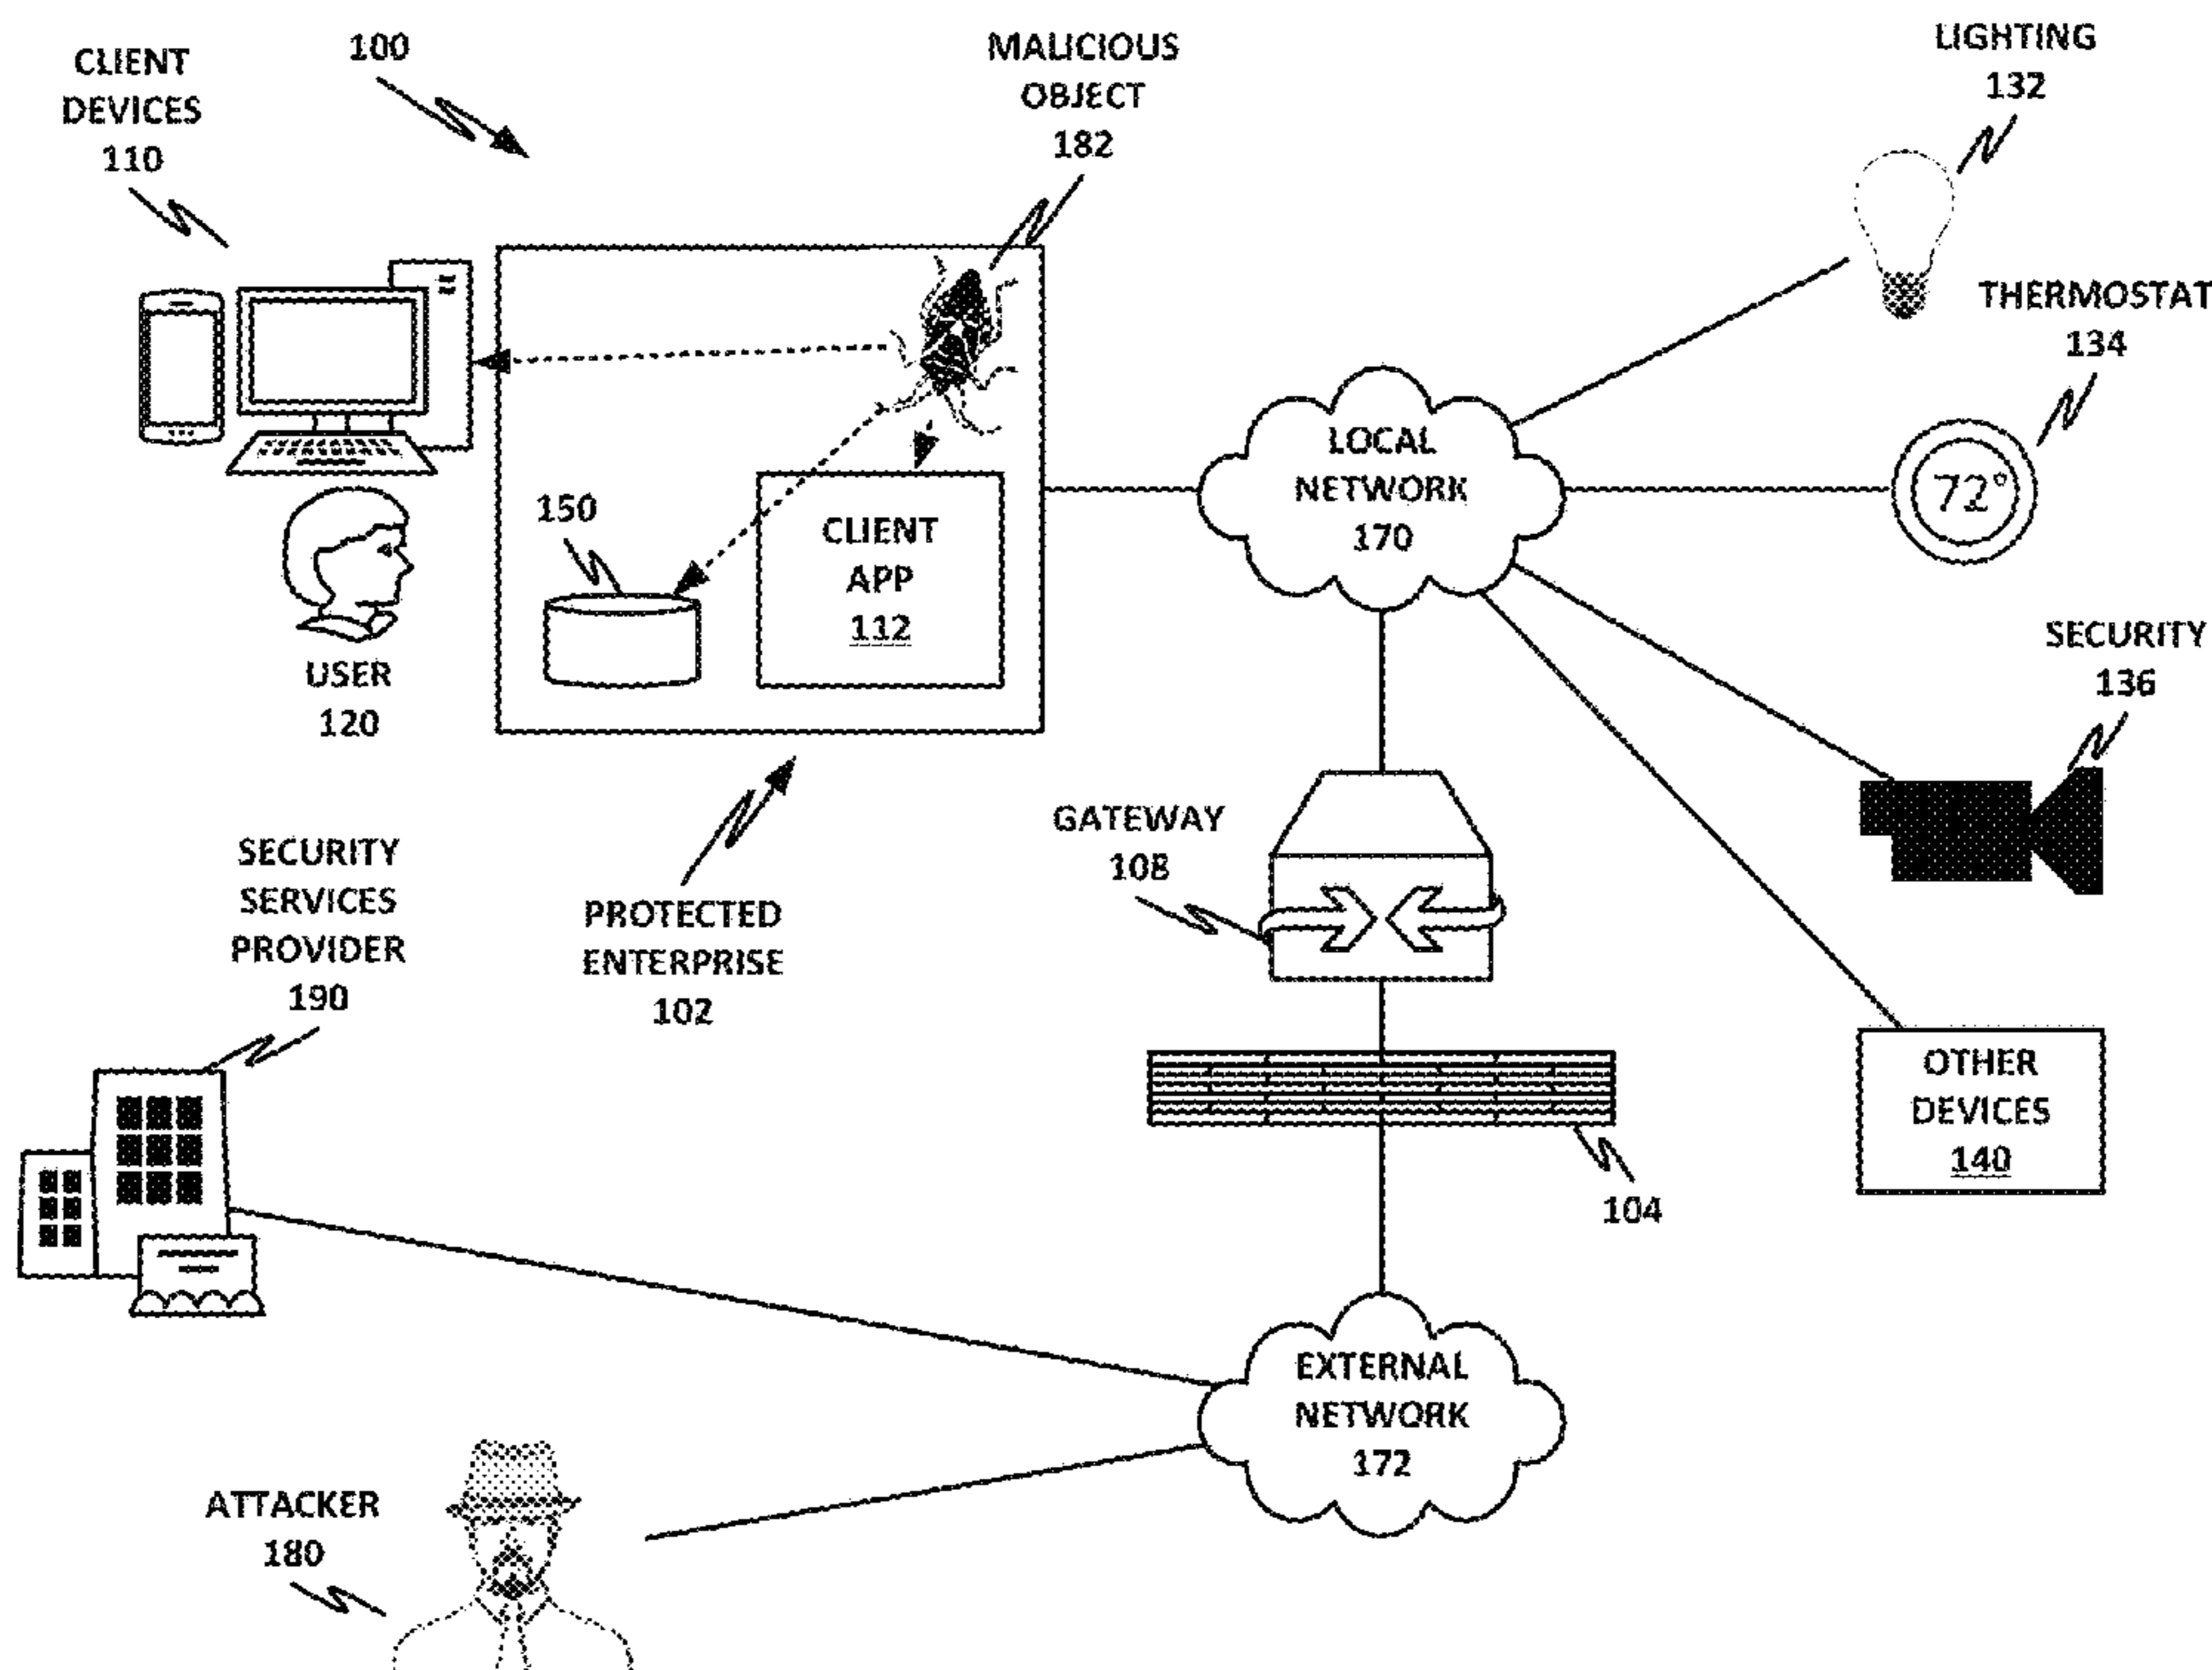 CLIENT
DEVICES
110
100
MALICIOUS
OBJECT
182
LIGHTING
132
THERMOSTAT
134
LOCAL
NETWORK
170
72°
150
CLIENT
APP
112
USER
120
SECURITY
136
GATEWAY
108
PROTECTED
ENTERPRISE
102
SECURITY
SERVICES
PROVIDER
190
OTHER
DEVICES
140
104
EXTERNAL
NETWORK
172
ATTACKER
180